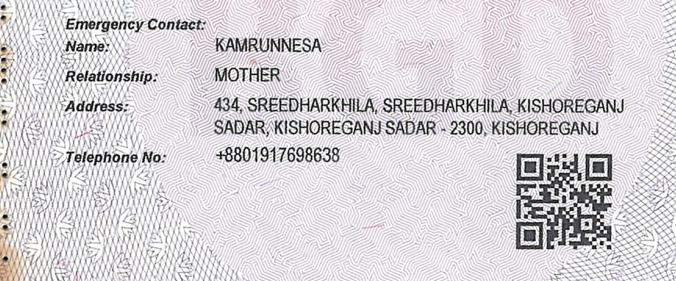 Emergency Contact:
Name: KAMRUNNESA
Relationship: MOTHER
Address: 434, SREEDHARKHILA, SREEDHARKHILA, KISHOREGANJ
SADAR, KISHOREGANJ SADAR - 2300, KISHOREGANJ
Telephone No: +8801917698638